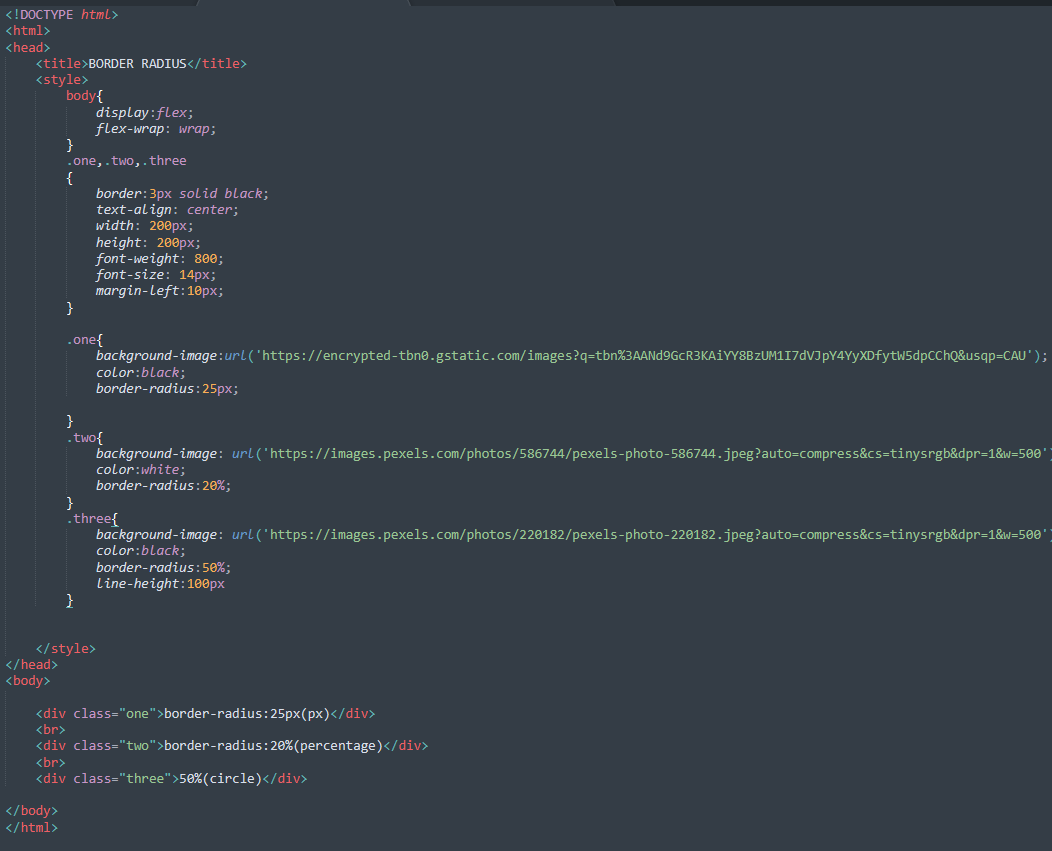 <!DOCTYPE html>
<html>
<head>
    <title>BORDER RADIUS</title>
    <style>
        body{
            display:flex;
            flex-wrap: wrap;
        }
        .one,.two,.three
        {
            border:3px solid black;
            text-align: center;
            width: 200px;
            height: 200px;
            font-weight: 800;
            font-size: 14px;
            margin-left:10px;
        }
        .one{
            background-image:url('https://encrypted-tbn0.gstatic.com/images?q=tbn%3AANd9GcR3KAiYY8BzUM1I7dVJpY4YyXDfytW5dpCChQ&usqp=CAU');
            color:black;
            border-radius:25px;
        }
        .two{
            background-image: url('https://images.pexels.com/photos/586744/pexels-photo-586744.jpeg?auto=compress&cs=tinysrgb&dpr=1&w=500')
            color:white;
            border-radius:20%;
        }
        .three{
            background-image: url('https://images.pexels.com/photos/220182/pexels-photo-220182.jpeg?auto=compress&cs=tinysrgb&dpr=1&w=500')
            color:black;
            border-radius:50%;
            line-height:100px
        }
    </style>
</head>
<body>
    <div class="one">border-radius:25px(px)</div>
    <br>
    <div class="two">border-radius:20%(percentage)</div>
    <br>
    <div class="three">50%(circle)</div>
</body>
</html>